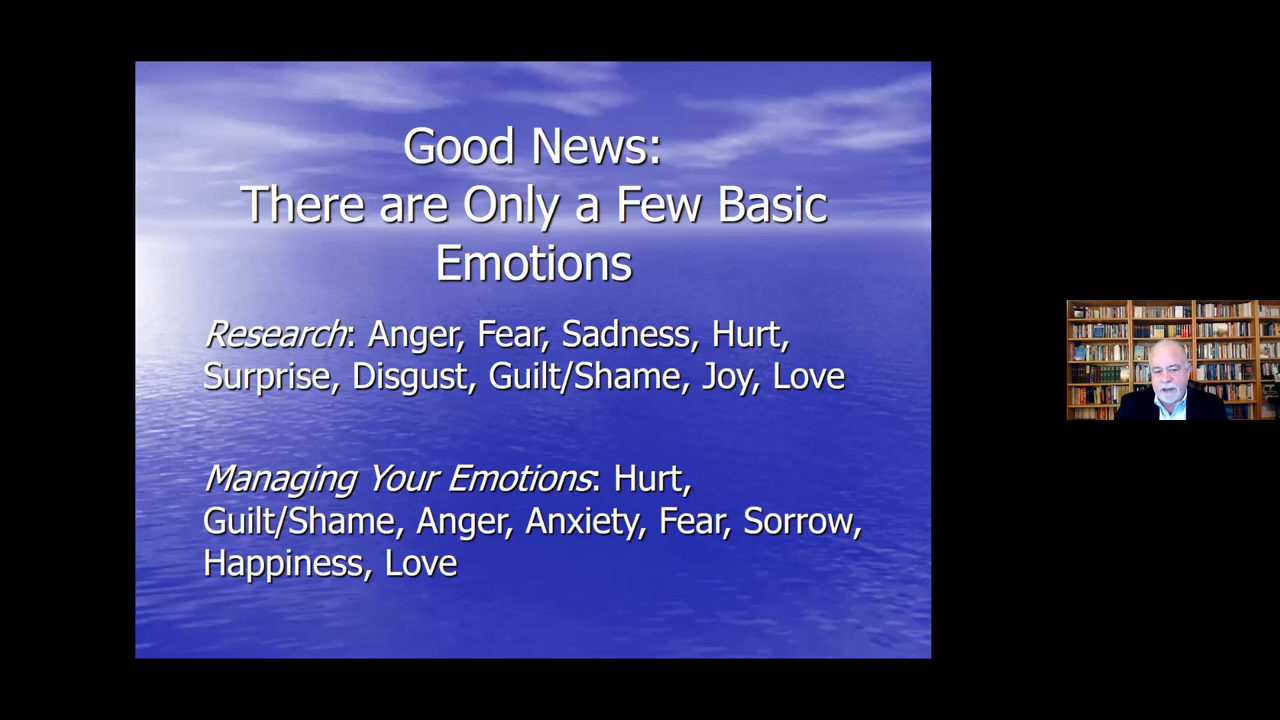 Good News:
There are Only a Few Basic
Emotions
Research: Anger, Fear, Sadness, Hurt,
Surprise, Disgust, Guilt/Shame, Joy, Love
Managing Your Emotions: Hurt,
Guilt/Shame, Anger, Anxiety, Fear, Sorrow,
Happiness, Love